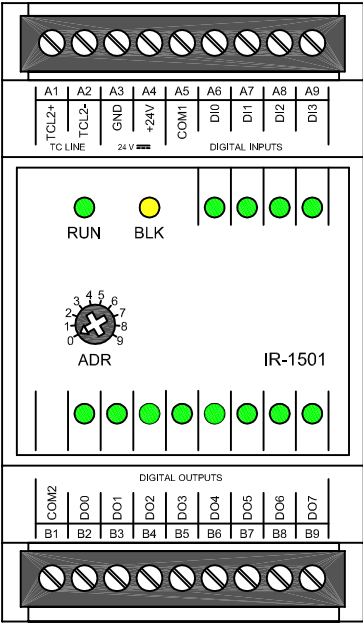 A1 A2 A3 A4 A5 A6 A7 A8 A9
TCL2+ TCL2- GND +24V COM1 DI0 DI1 DI2 DI3
TC LINE 24 V DIGITAL INPUTS
RUN BLK
0 1 2 3 4 5 6 7 8 9
ADR IR-1501
DIGITAL OUTPUTS
COM2 DO0 DO1 DO2 DO3 DO4 DO5 DO6 DO7
B1 B2 B3 B4 B5 B6 B7 B8 B9